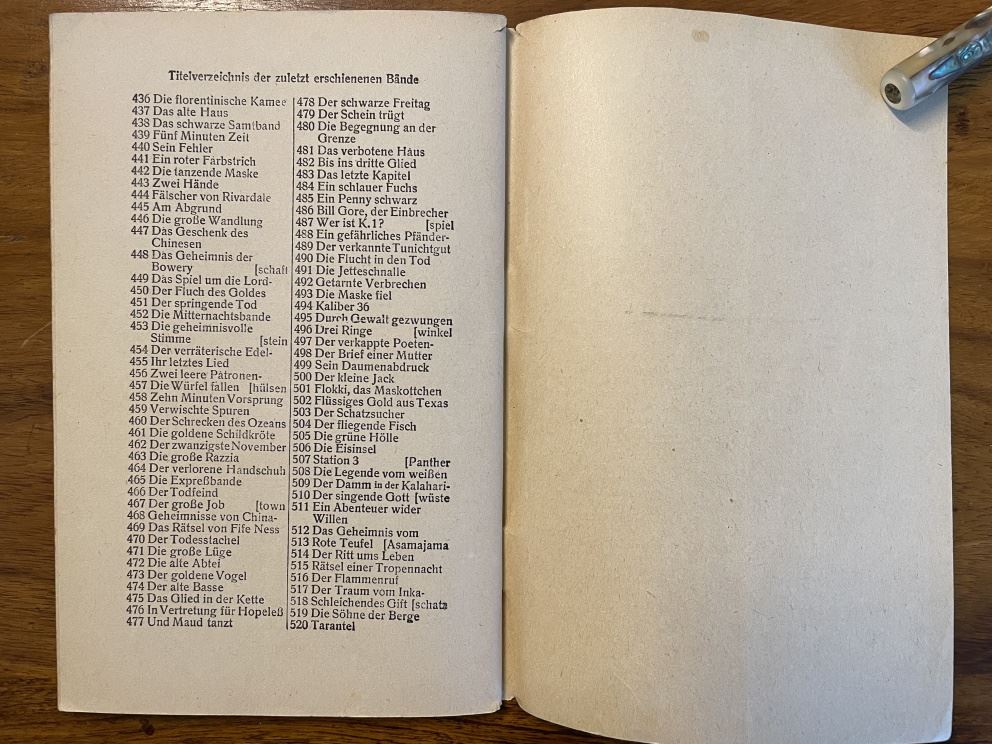 Titelverzeichnis der zuletzt erschienenen Bände
436 Die florentinische Kamee
437 Das alte Haus
438 Das schwarze Samtband
439 Fünf Minuten Zeit
440 Sein Fehler
441 Ein roter Farbstrich
442 Die tanzende Maske
443 Zwei Hände
444 Fälscher von Rivardale
445 Am Abgrund
446 Die große Wandlung
447 Das Geschenk des
Chinesen
448 Das Geheimnis der
Bowery [schaft
449 Das Spiel um die Lord-
450 Der Fluch des Goldes
451 Der springende Tod
452 Die Mitternachtsbande
453 Die geheimnisvolle
Stimme [stein
454 Der verräterische Edel-
455 Ihr letztes Lied
456 Zwei leere Patronen-
457 Die Würfel fallen [hülsen
458 Zehn Minuten Vorsprung
459 Verwischte Spuren
460 Der Schrecken des Ozeans
461 Die goldene Schildkröte
462 Der zwanzigste November
463 Die große Razzia
464 Der verlorene Handschuh
465 Die Expreßbande
466 Der Todfeind
467 Der große Job [town
468 Geheimnisse von China-
469 Das Rätsel von Fife Ness
470 Der Todesstachel
471 Die große Lüge
472 Die alte Abtei
473 Der goldene Vogel
474 Der alte Basse
475 Das Glied in der Kette
476 In Vertretung für Hopeleß
477 Und Maud tanzt
478 Der schwarze Freitag
479 Der Schein trügt
480 Die Begegnung an der
Grenze
481 Das verbotene Haus
482 Bis ins dritte Glied
483 Das letzte Kapitel
484 Ein schlauer Fuchs
485 Ein Penny schwarz
486 Bill Gore, der Einbrecher
487 Wer ist K.1? [spiel
488 Ein gefährliches Pfänder-
489 Der verkannte Tunichtgut
490 Die Flucht in den Tod
491 Die Jetteschnalle
492 Getarnte Verbrechen
493 Die Maske fiel
494 Kaliber 36
495 Durch Gewalt gezwungen
496 Drei Ringe [winkel
497 Der verkappte Poeten-
498 Der Brief einer Mutter
499 Sein Daumenabdruck
500 Der kleine Jack
501 Flokki, das Maskottchen
502 Flüssiges Gold aus Texas
503 Der Schatzsucher
504 Der fliegende Fisch
505 Die grüne Hölle
506 Die Eisinsel
507 Station 3 [Panther
508 Die Legende vom weißen
509 Der Damm in der Kalahari-
510 Der singende Gott [wüste
511 Ein Abenteuer wider
Willen
512 Das Geheimnis vom
513 Rote Teufel [Asamajama
514 Der Ritt ums Leben
515 Rätsel einer Tropennacht
516 Der Flammenruf
517 Der Traum vom Inka-
518 Schleichendes Gift [schatz
519 Die Söhne der Berge
520 Tarantel